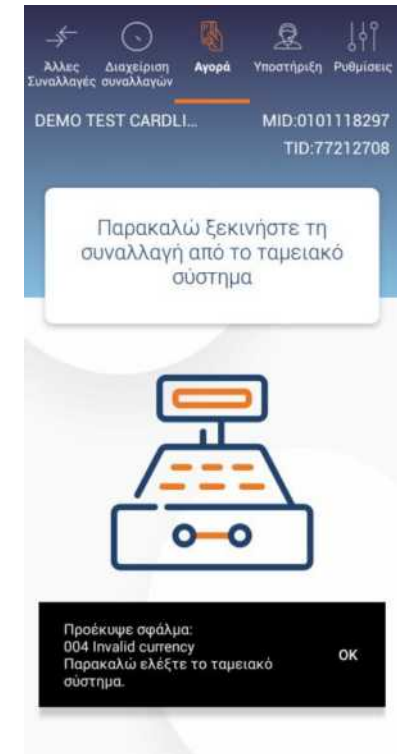 Άλλες Συναλλαγές
Διαχείριση συναλλαγών
Αγορά
Υποστήριξη
Ρυθμίσεις
DEMO TEST CARDLI...
MID:0101118297
TID:77212708
Παρακαλώ ξεκινήστε τη
συναλλαγή από το ταμειακό
σύστημα
Προέκυψε σφάλμα:
004 Invalid currency
Παρακαλώ ελέξτε το ταμειακό
σύστημα.
OK